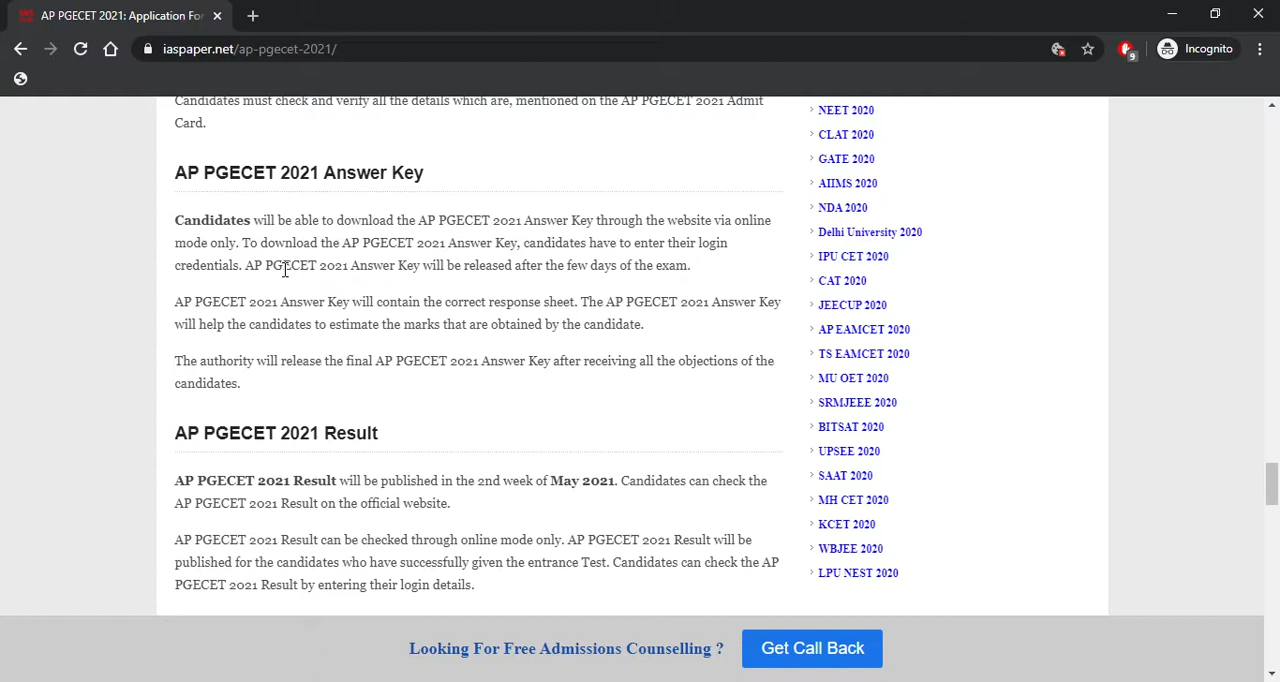 AP PGECET 2021: Application For
Incognito
iaspaper.net/ap-pgecet-2021/
9
Candidates must check and verify all the details which are, mentioned on the AP PGECET 2021 Admit
Card.
AP PGECET 2021 Answer Key
Candidates will be able to download the AP PGECET 2021 Answer Key through the website via online
mode only. To download the AP PGECET 2021 Answer Key, candidates have to enter their login
credentials. AP PGECET 2021 Answer Key will be released after the few days of the exam.
AP PGECET 2021 Answer Key will contain the correct response sheet. The AP PGECET 2021 Answer Key
will help the candidates to estimate the marks that are obtained by the candidate.
The authority will release the final AP PGECET 2021 Answer Key after receiving all the objections of the
candidates.
AP PGECET 2021 Result
AP PGECET 2021 Result will be published in the 2nd week of May 2021. Candidates can check the
AP PGECET 2021 Result on the official website.
AP PGECET 2021 Result can be checked through online mode only. AP PGECET 2021 Result will be
published for the candidates who have successfully given the entrance Test. Candidates can check the AP
PGECET 2021 Result by entering their login details.
NEET 2020
CLAT 2020
GATE 2020
AIIMS 2020
NDA 2020
Delhi University 2020
IPU CET 2020
CAT 2020
JEECUP 2020
AP EAMCET 2020
TS EAMCET 2020
MU OET 2020
SRMJEEE 2020
BITSAT 2020
UPSEE 2020
SAAT 2020
MH CET 2020
KCET 2020
WBJEE 2020
LPU NEST 2020
Looking For Free Admissions Counselling ?
Get Call Back